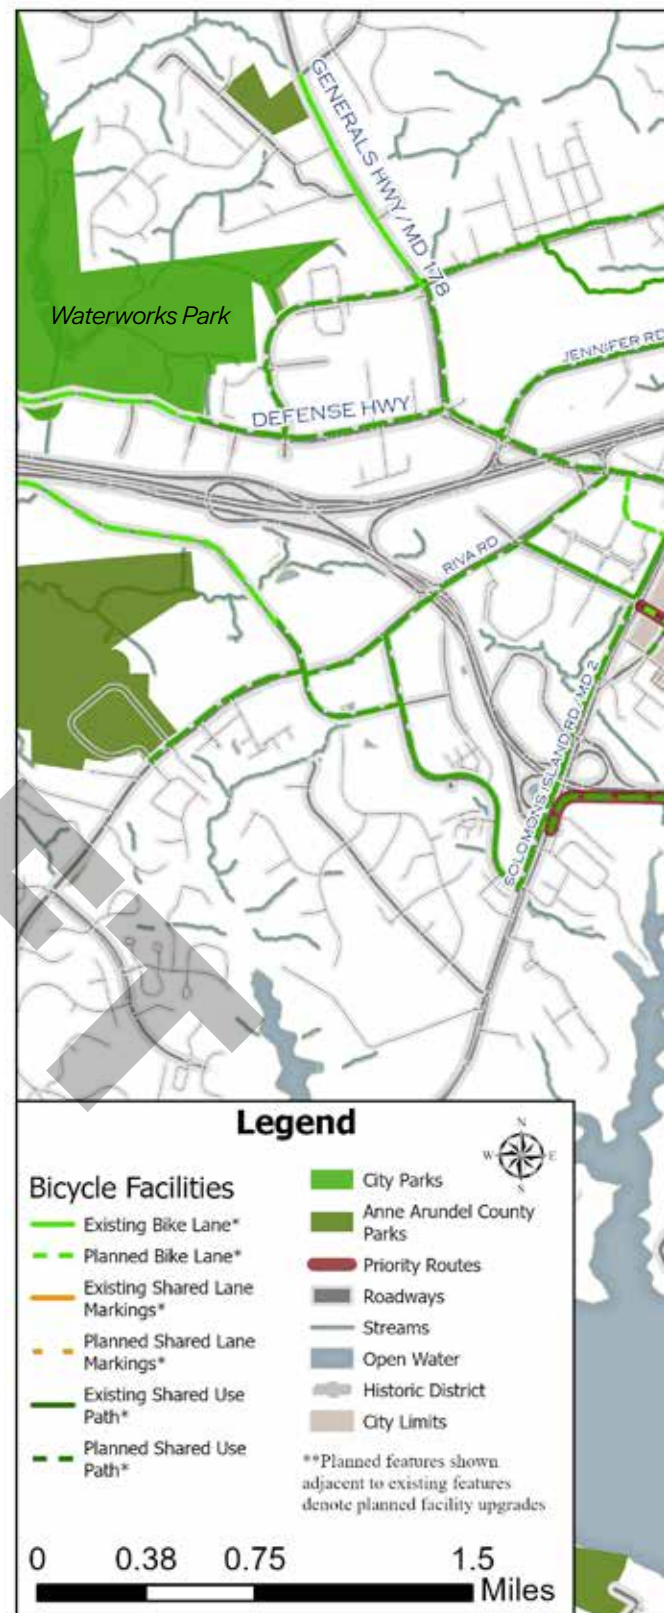 GENERALS HWY / MD 178
Waterworks Park
JENNIFER RD
DEFENSE HWY
RIVA RD
SOLOMONS ISLAND RD / MD 2
Legend
N
W
E
S
Bicycle Facilities
Existing Bike Lane*
Planned Bike Lane*
Existing Shared Lane
Markings*
Planned Shared Lane
Markings*
Existing Shared Use
Path*
Planned Shared Use
Path*
City Parks
Anne Arundel County
Parks
Priority Routes
Roadways
Streams
Open Water
Historic District
City Limits
**Planned features shown
adjacent to existing features
denote planned facility upgrades
0 0.38 0.75 1.5
Miles